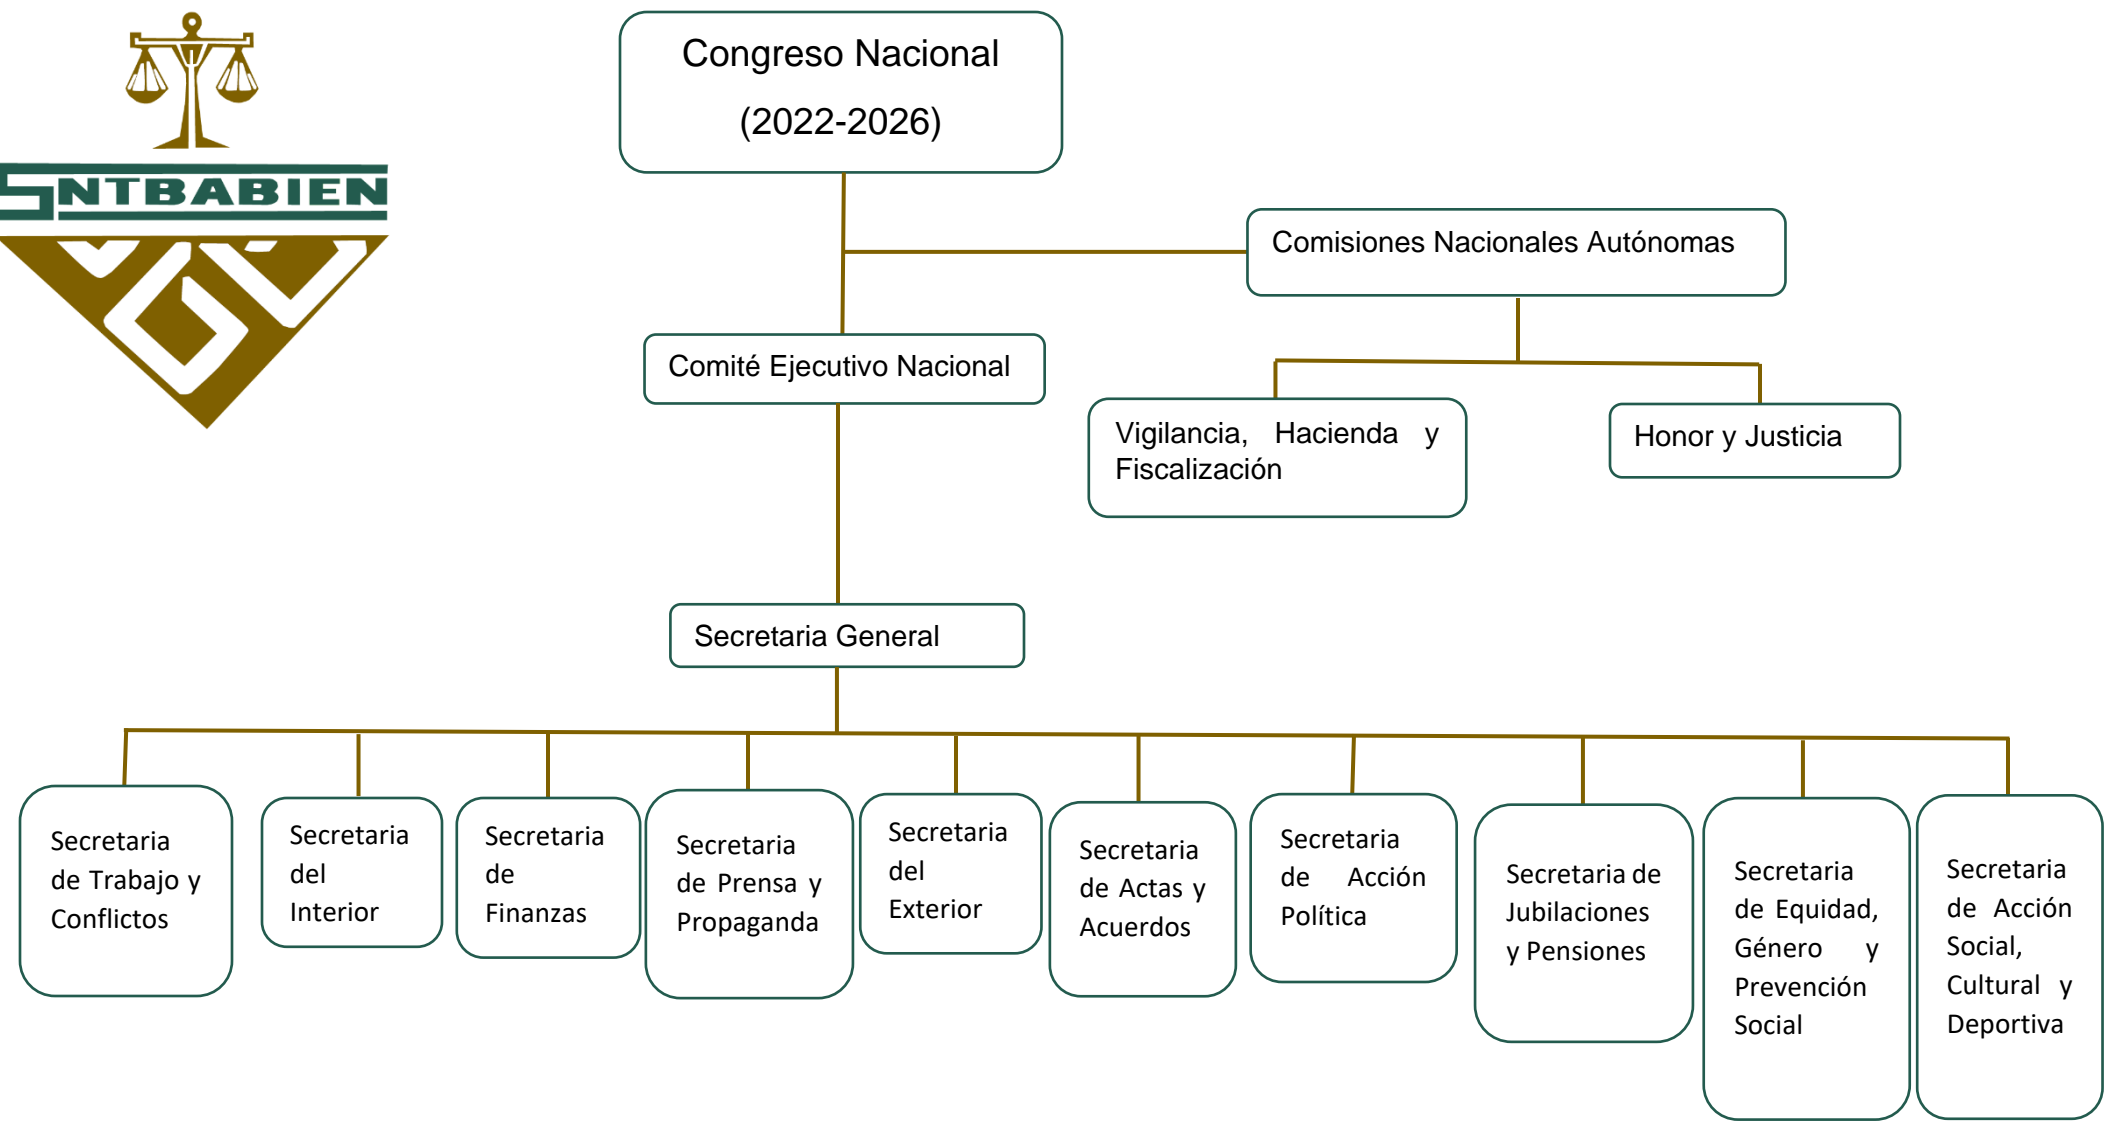 SNTBABIEN
Congreso Nacional
(2022-2026)
Comisiones Nacionales Autónomas
Comité Ejecutivo Nacional
Vigilancia, Hacienda y
Fiscalización
Honor y Justicia
Secretaria General
Secretaria
de Trabajo y
Conflictos
Secretaria
del
Interior
Secretaria
de
Finanzas
Secretaria
de Prensa y
Propaganda
Secretaria
del
Exterior
Secretaria
de Actas y
Acuerdos
Secretaria
de Acción
Política
Secretaria de
Jubilaciones
y Pensiones
Secretaria
de Equidad,
Género y
Prevención
Social
Secretaria
de Acción
Social,
Cultural y
Deportiva